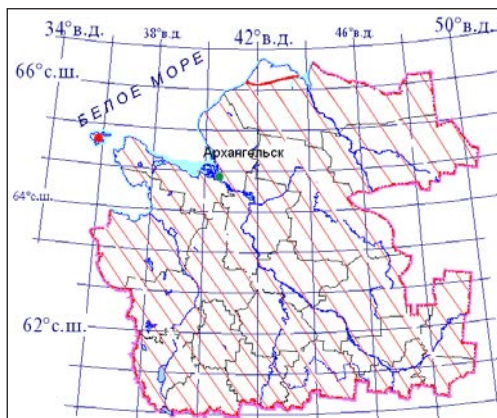 34°в.д.
38°в.д.
42°в.д.
46°в.д.
50°в.д.
66°с.ш.
БЕЛОЕ МОРЕ
Архангельск
64°с.ш.
62°с.ш.